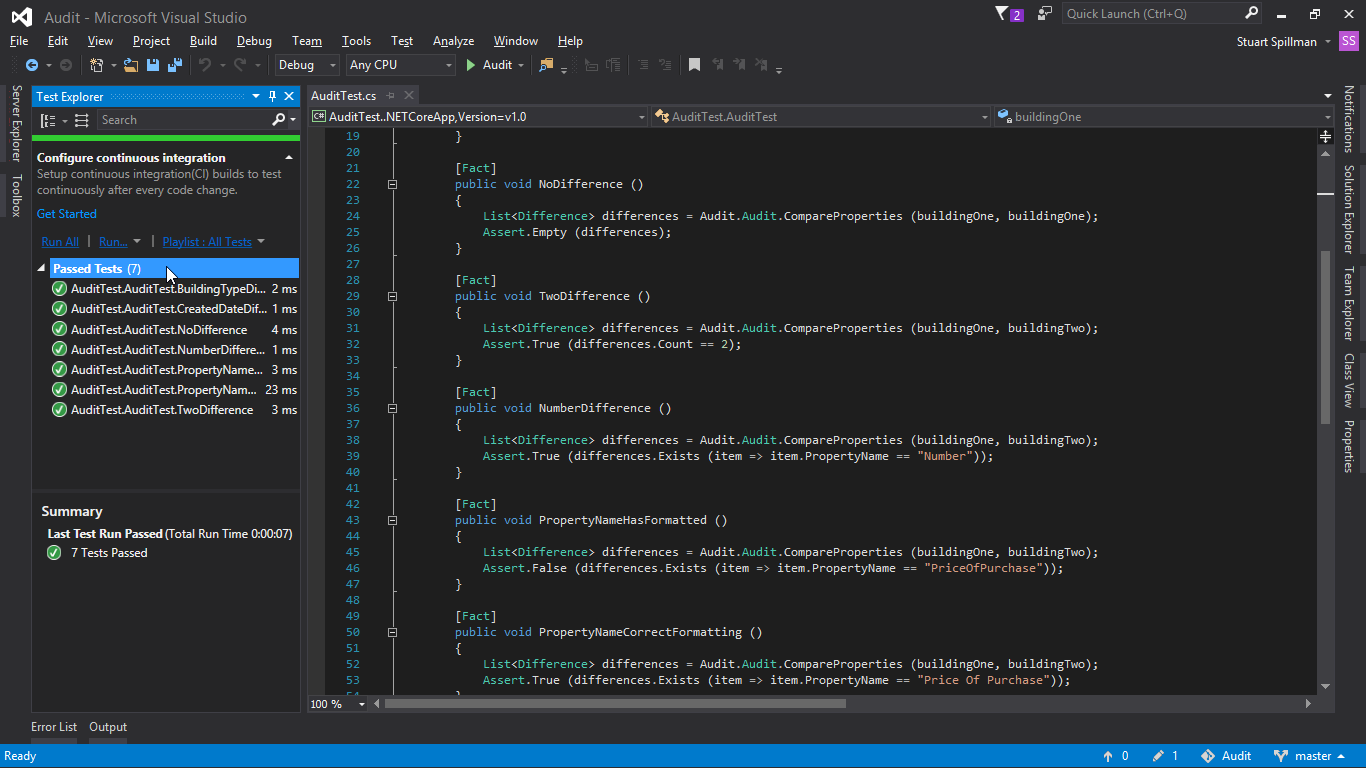 Audit - Microsoft Visual Studio
2
Quick Launch (Ctrl+Q)
File Edit View Project Build Debug Team Tools Test Analyze Window Help
Stuart Spillman SS
Debug Any CPU Audit
Server Explorer
Toolbox
Test Explorer
Search
Configure continuous integration
Setup continuous integration(CI) builds to test
continuously after every code change.
Get Started
Run All | Run... | Playlist : All Tests
Passed Tests (7)
AuditTest.AuditTest.BuildingTypeDi... 2 ms
AuditTest.AuditTest.CreatedDateDif... 1 ms
AuditTest.AuditTest.NoDifference 4 ms
AuditTest.AuditTest.NumberDiffere... 1 ms
AuditTest.AuditTest.PropertyName... 3 ms
AuditTest.AuditTest.PropertyNam... 23 ms
AuditTest.AuditTest.TwoDifference 3 ms
Summary
Last Test Run Passed (Total Run Time 0:00:07)
7 Tests Passed
AuditTest.cs
C# AuditTest..NETCoreApp,Version=v1.0 AuditTest.AuditTest buildingOne
19 }
20
21 [Fact]
22 public void NoDifference ()
23 {
24 List<Difference> differences = Audit.Audit.CompareProperties (buildingOne, buildingOne);
25 Assert.Empty (differences);
26 }
27
28 [Fact]
29 public void TwoDifference ()
30 {
31 List<Difference> differences = Audit.Audit.CompareProperties (buildingOne, buildingTwo);
32 Assert.True (differences.Count == 2);
33 }
34
35 [Fact]
36 public void NumberDifference ()
37 {
38 List<Difference> differences = Audit.Audit.CompareProperties (buildingOne, buildingTwo);
39 Assert.True (differences.Exists (item => item.PropertyName == "Number"));
40 }
41
42 [Fact]
43 public void PropertyNameHasFormatted ()
44 {
45 List<Difference> differences = Audit.Audit.CompareProperties (buildingOne, buildingTwo);
46 Assert.False (differences.Exists (item => item.PropertyName == "PriceOfPurchase"));
47 }
48
49 [Fact]
50 public void PropertyNameCorrectFormatting ()
51 {
52 List<Difference> differences = Audit.Audit.CompareProperties (buildingOne, buildingTwo);
53 Assert.True (differences.Exists (item => item.PropertyName == "Price Of Purchase"));
54 }
100 %
Notifications
Solution Explorer
Team Explorer
Class View
Properties
Error List Output
Ready 0 1 Audit master